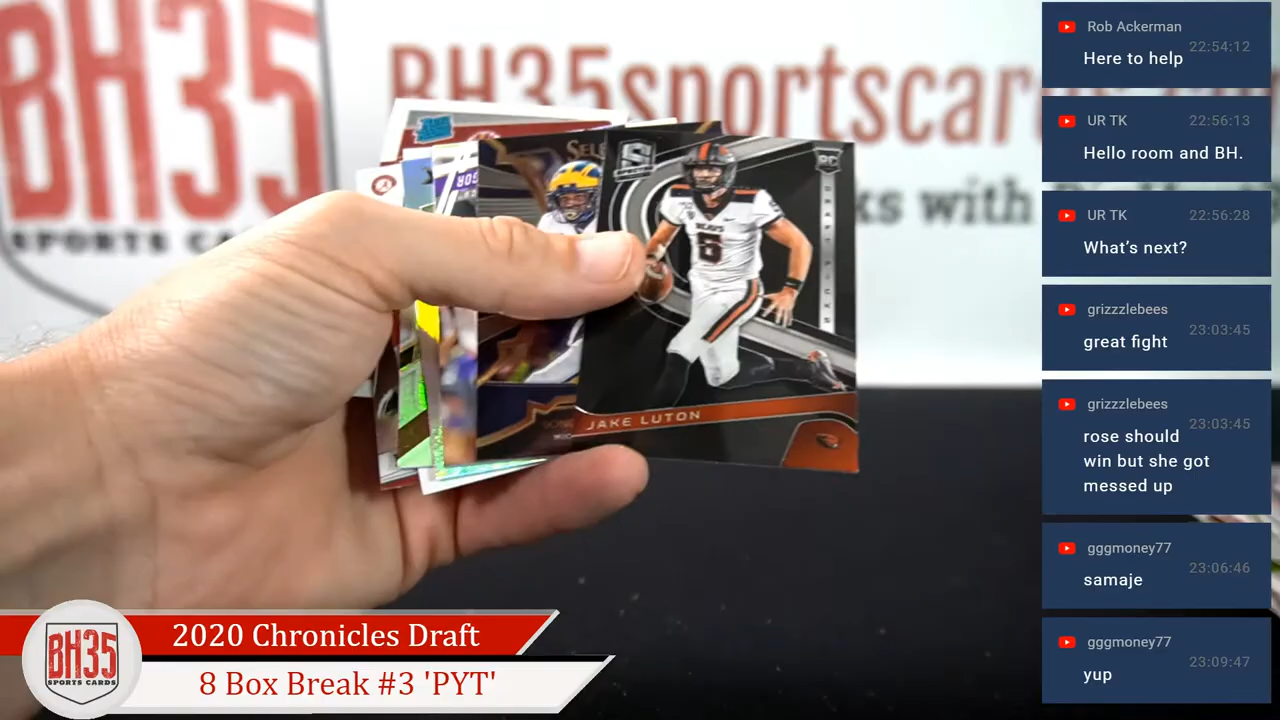 BH35
SPORTS CA
BH35sportscar
ks with
SELE
RC
DRAFT PICKS
BEAVS
6
JAKE LUTON
2020 Chronicles Draft
8 Box Break #3 'PYT'
BH35
SPORTS CARDS
Rob Ackerman
22:54:12
Here to help
UR TK
22:56:13
Hello room and BH.
UR TK
22:56:28
What's next?
grizzzlebees
23:03:45
great fight
grizzzlebees
23:03:45
rose should
win but she got
messed up
gggmoney77
23:06:46
samaje
gggmoney77
23:09:47
yup